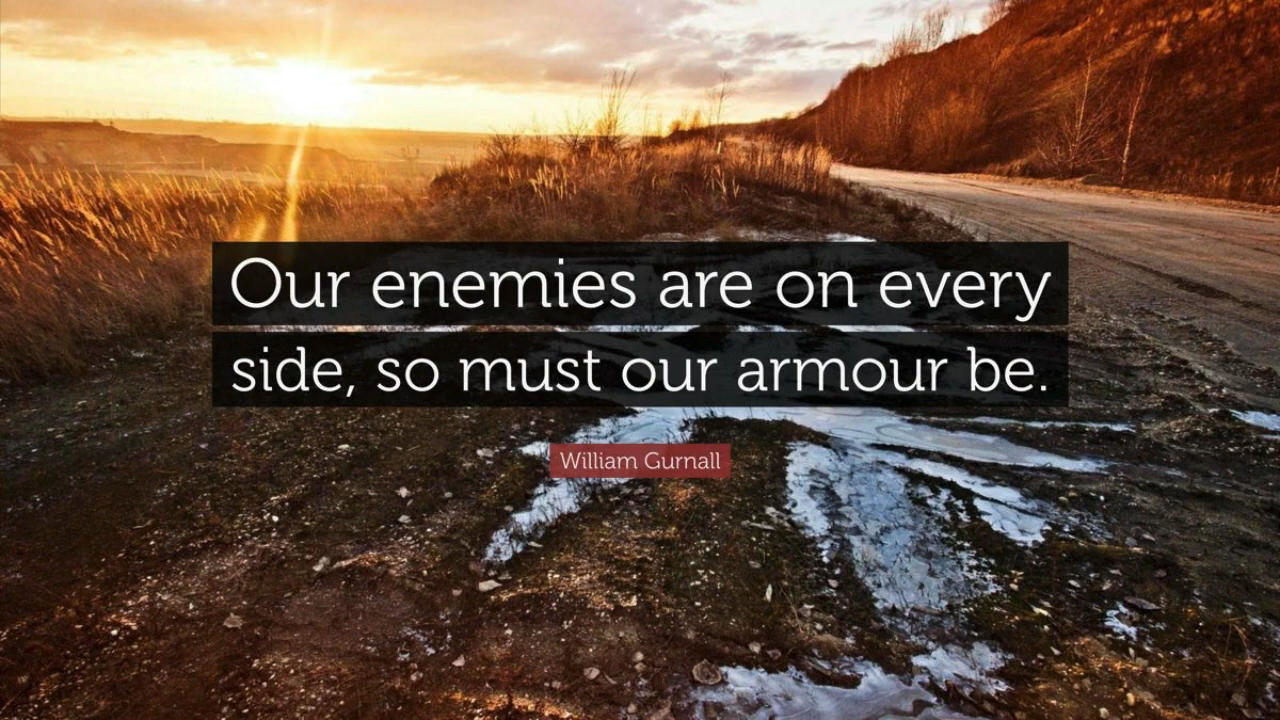 Our enemies are on every
side, so must our armour be.
William Gurnall